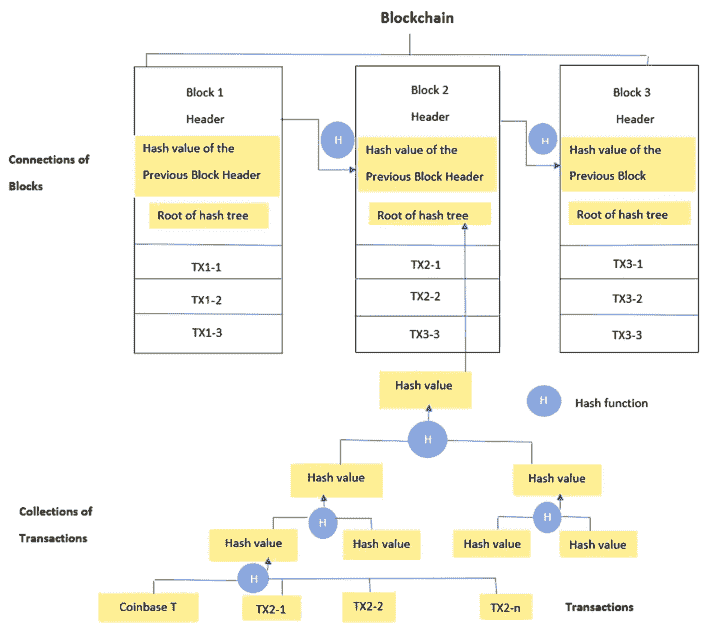 Blockchain
Block 1
Header
Hash value of the
Previous Block Header
Root of hash tree
TX1-1
TX1-2
TX1-3
H
Block 2
Header
Hash value of the
Previous Block Header
Root of hash tree
TX2-1
TX2-2
TX3-3
H
Block 3
Header
Hash value of the
Previous Block
Root of hash tree
TX3-1
TX3-2
TX3-3
Connections of
Blocks
Hash value
H
Hash function
H
Hash value
Hash value
Collections of
Transactions
H
H
Hash value
Hash value
Hash value
Hash value
H
Coinbase T
TX2-1
TX2-2
TX2-n
Transactions